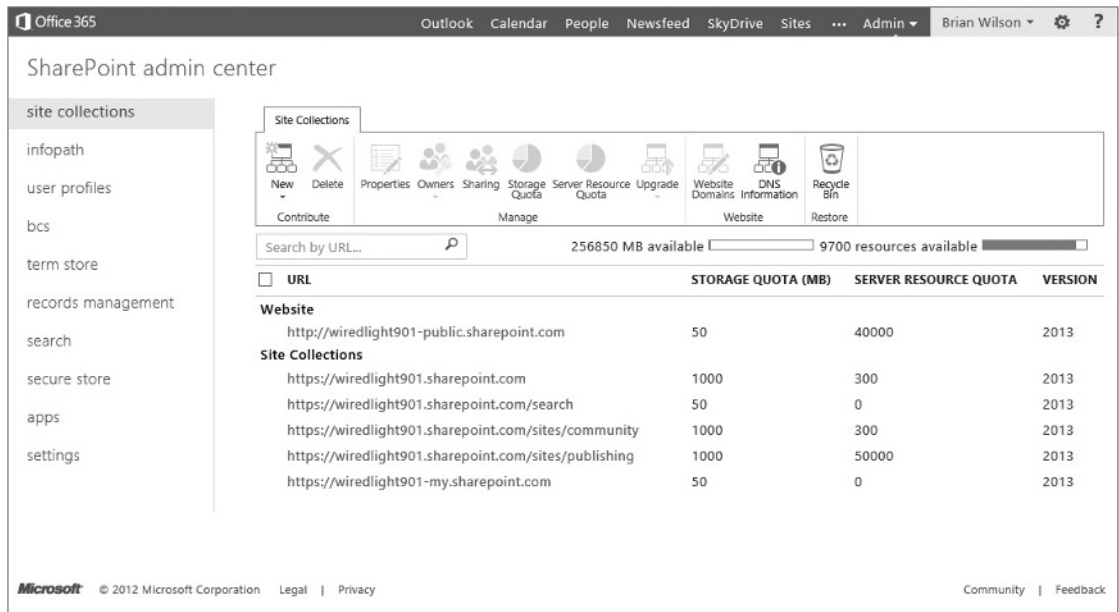 Office 365 Outlook Calendar People Newsfeed SkyDrive Sites ... Admin Brian Wilson ?
SharePoint admin center
site collections
infopath
user profiles
bcs
term store
records management
search
secure store
apps
settings
Site Collections
New Delete Properties Owners Sharing Storage Quota Server Resource Quota Upgrade Website Domains DNS Information Recycle Bin
Contribute Manage Website Restore
Search by URL... 256850 MB available 9700 resources available
URL STORAGE QUOTA (MB) SERVER RESOURCE QUOTA VERSION
Website
http://wiredlight901-public.sharepoint.com 50 40000 2013
Site Collections
https://wiredlight901.sharepoint.com 1000 300 2013
https://wiredlight901.sharepoint.com/search 50 0 2013
https://wiredlight901.sharepoint.com/sites/community 1000 300 2013
https://wiredlight901.sharepoint.com/sites/publishing 1000 50000 2013
https://wiredlight901-my.sharepoint.com 50 0 2013
Microsoft © 2012 Microsoft Corporation Legal | Privacy Community | Feedback